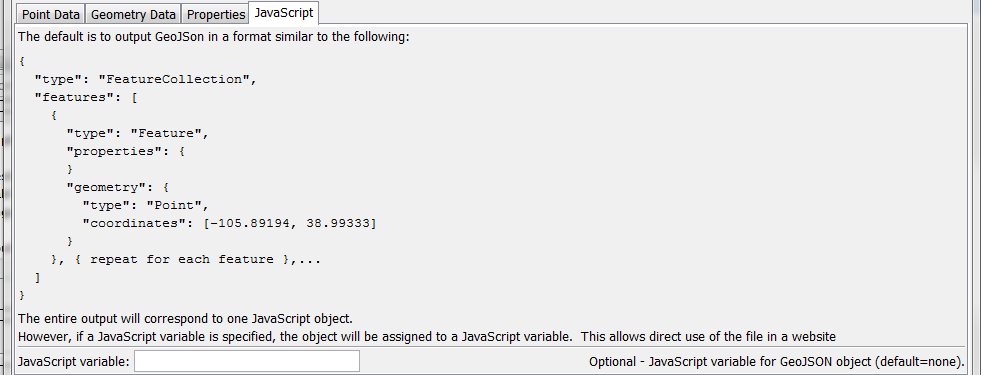 Point Data Geometry Data Properties JavaScript
The default is to output GeoJSon in a format similar to the following:
{
  "type": "FeatureCollection",
  "features": [
    {
      "type": "Feature",
      "properties": {
      }
      "geometry": {
        "type": "Point",
        "coordinates": [-105.89194, 38.99333]
      }
    }, { repeat for each feature },...
  ]
}
The entire output will correspond to one JavaScript object.
However, if a JavaScript variable is specified, the object will be assigned to a JavaScript variable.  This allows direct use of the file in a website
JavaScript variable: Optional - JavaScript variable for GeoJSON object (default=none).